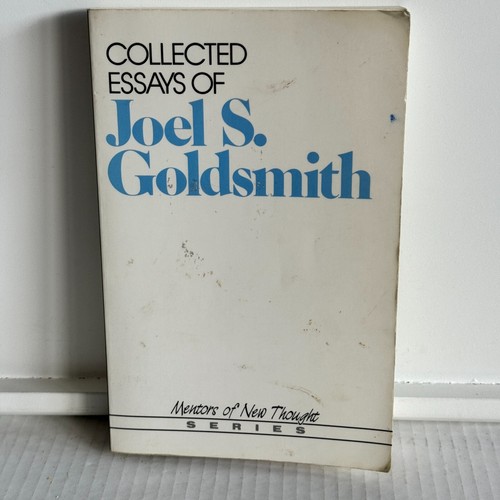 COLLECTED
ESSAYS OF
Joel S.
Goldsmith
Mentors of New Thought
SERIES